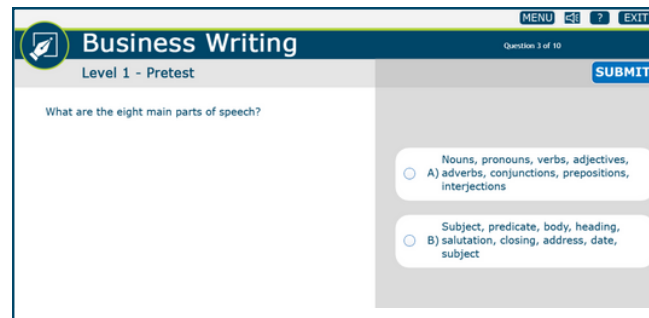 MENU ? EXIT
Business Writing
Question 3 of 10
Level 1 - Pretest
SUBMIT
What are the eight main parts of speech?
Nouns, pronouns, verbs, adjectives,
A) adverbs, conjunctions, prepositions,
interjections
Subject, predicate, body, heading,
B) salutation, closing, address, date,
subject